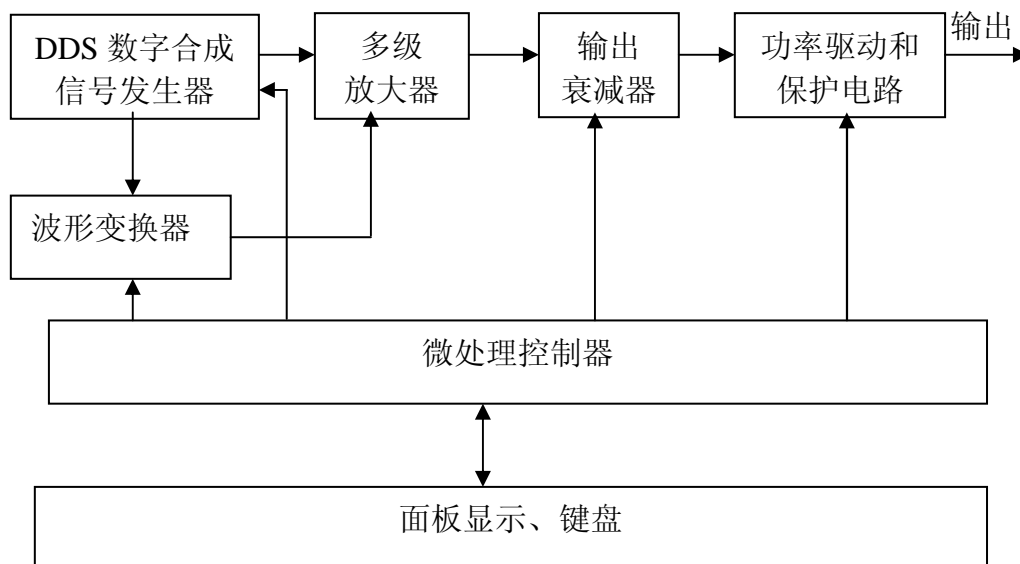 DDS 数字合成
信号发生器
多级
放大器
输出
衰减器
功率驱动和
保护电路
输出
波形变换器
微处理控制器
面板显示、键盘